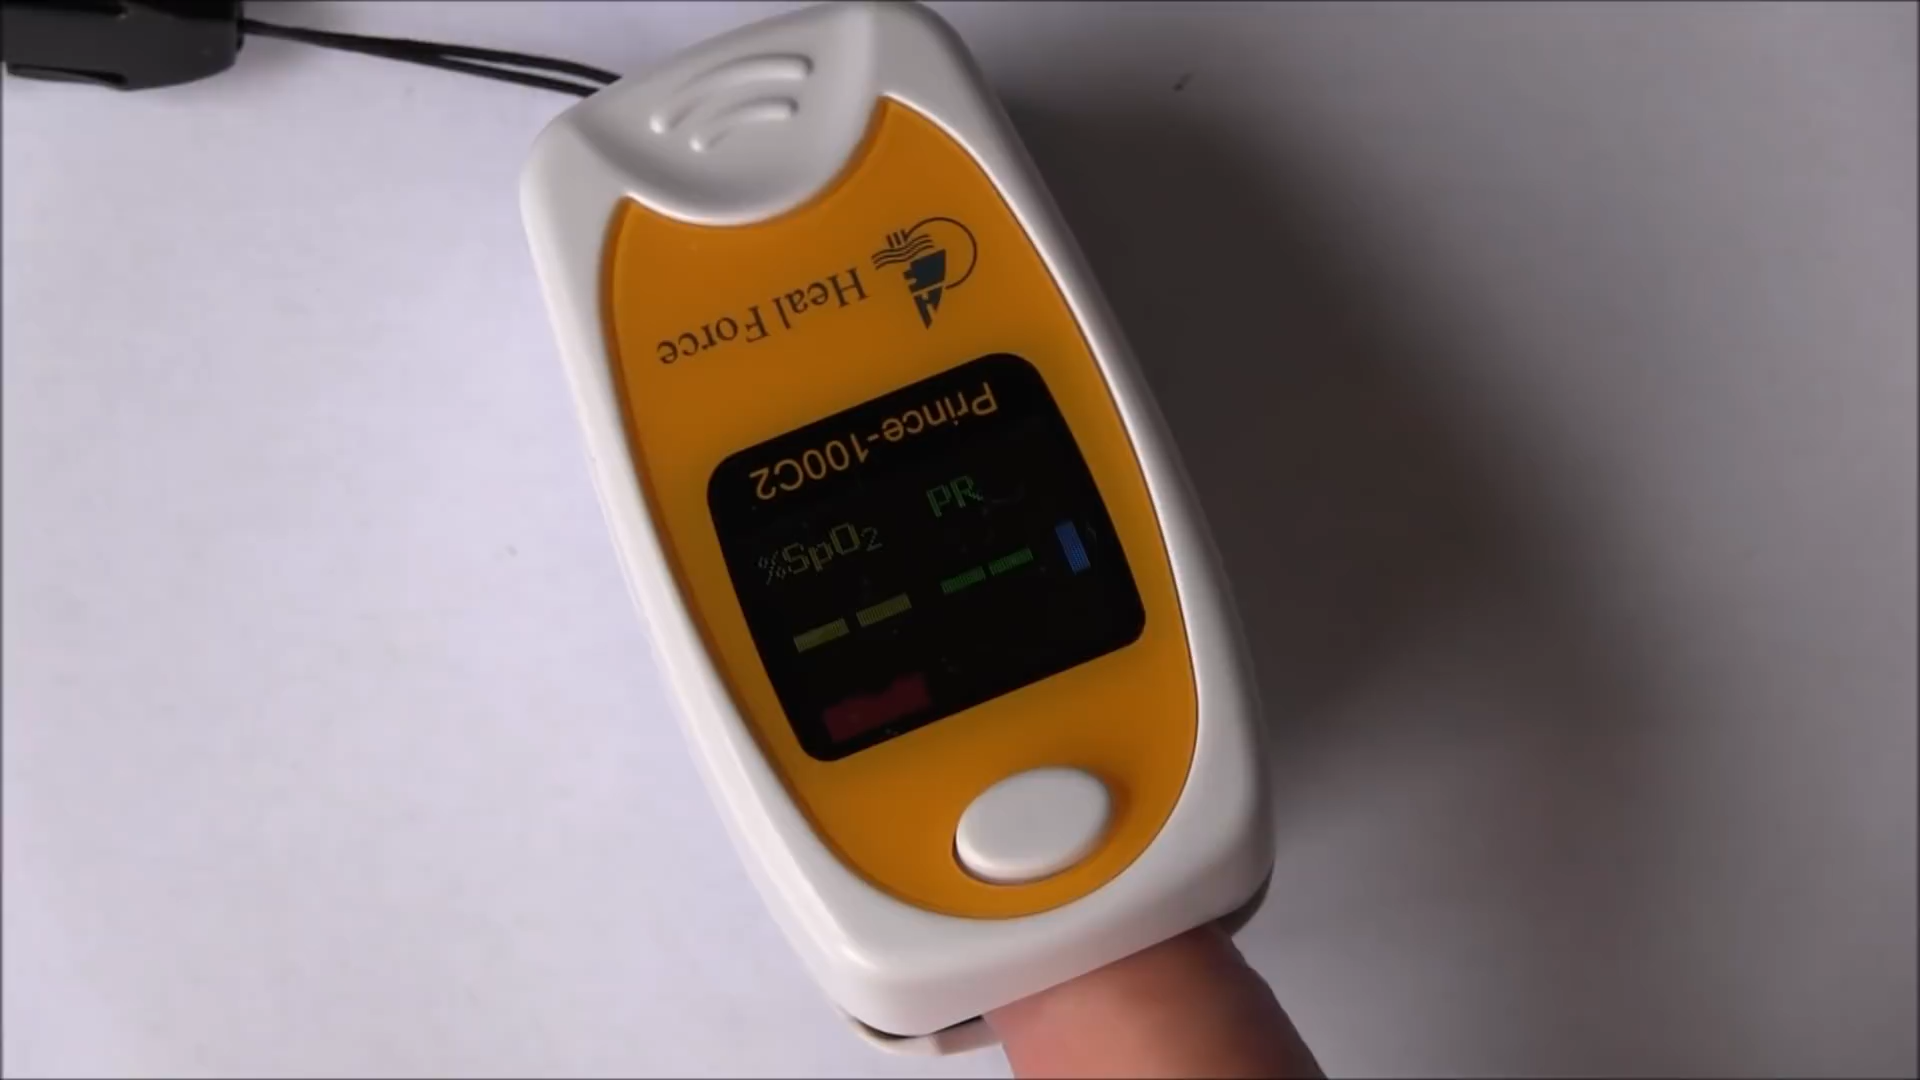 Heal Force
Prince-100C2
%SpO₂ PR
-- --